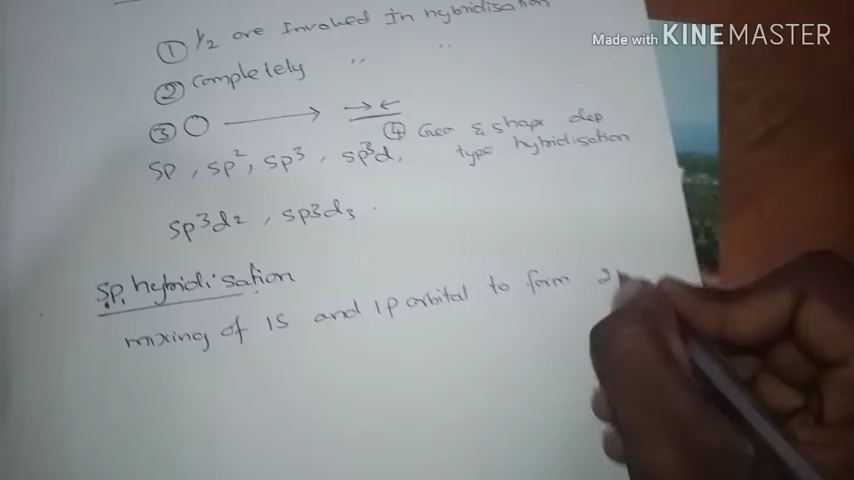 ① 1/2 are Involved in hybridisation
Made with KINEMASTER
② completely " "
③ ○ → →←
④ Geo & shape dep
type hybridisation
sp, sp², sp³, sp³d,
sp³d2, sp3d3.
sp hybridisation
mixing of 1S and 1P orbital to form 2